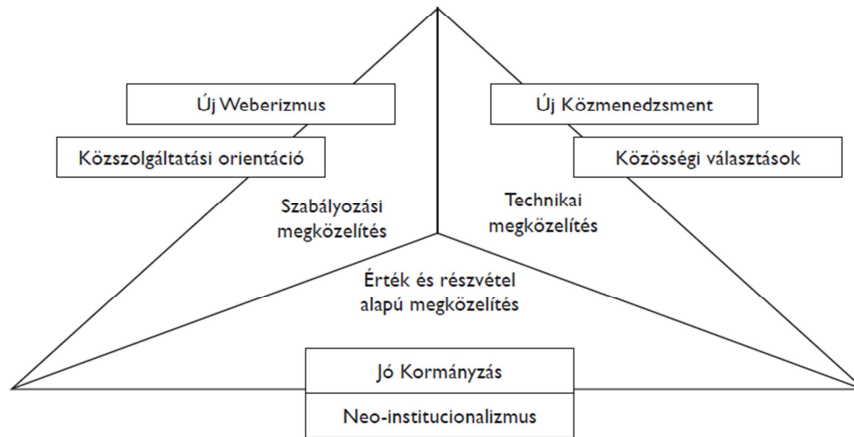 Új Weberizmus
Új Közmenedzsment
Közszolgáltatási orientáció
Közösségi választások
Szabályozási
megközelítés
Technikai
megközelítés
Érték és részvétel
alapú megközelítés
Jó Kormányzás
Neo-institucionalizmus